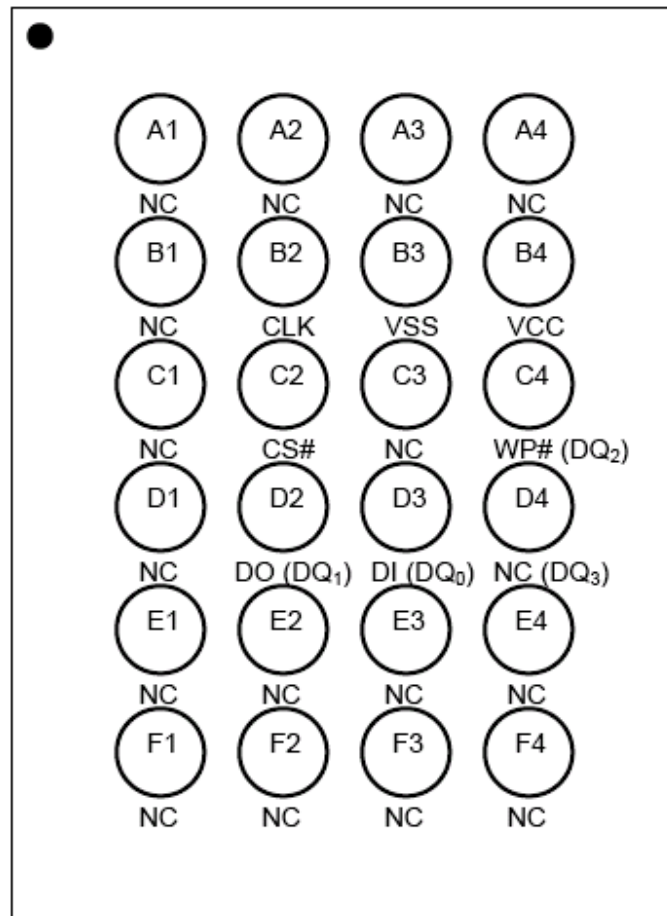 A1 A2 A3 A4
NC NC NC NC
B1 B2 B3 B4
NC CLK VSS VCC
C1 C2 C3 C4
NC CS# NC WP# (DQ₂)
D1 D2 D3 D4
NC DO (DQ₁) DI (DQ₀) NC (DQ₃)
E1 E2 E3 E4
NC NC NC NC
F1 F2 F3 F4
NC NC NC NC